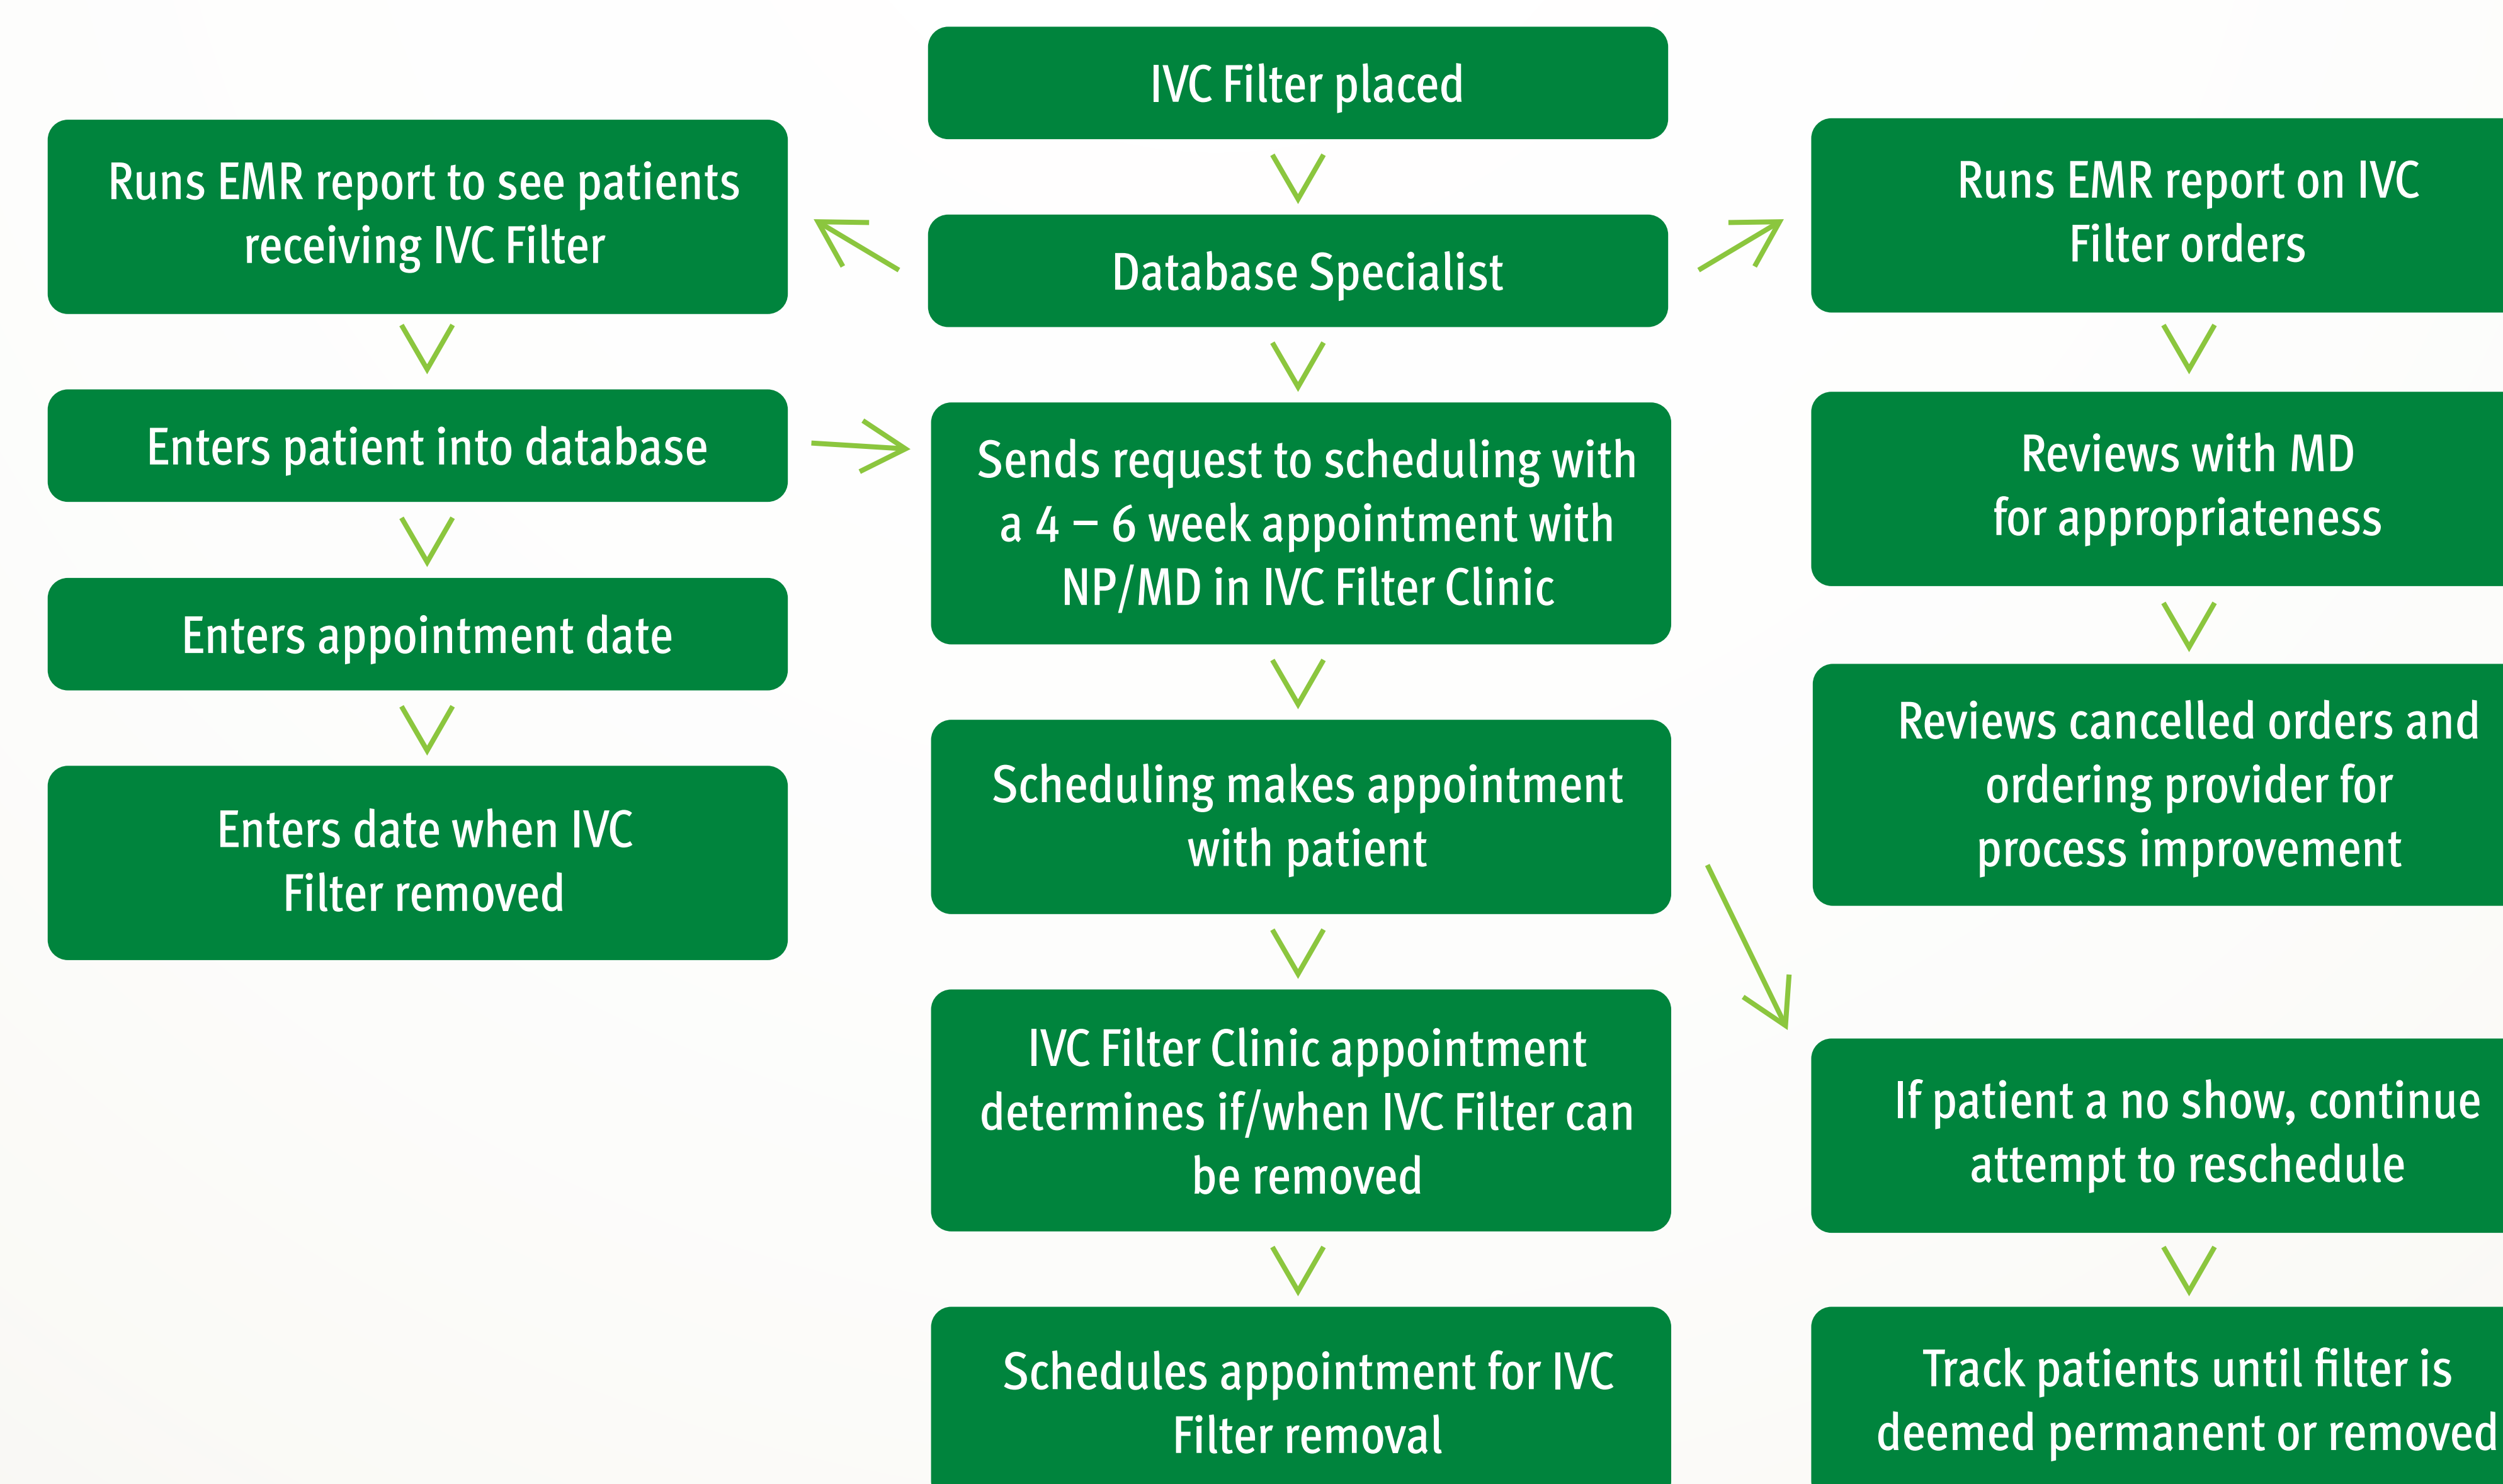 IVC Filter placed
Runs EMR report to see patients
receiving IVC Filter
Database Specialist
Runs EMR report on IVC
Filter orders
Enters patient into database
Sends request to scheduling with
a 4 – 6 week appointment with
NP/MD in IVC Filter Clinic
Reviews with MD
for appropriateness
Enters appointment date
Scheduling makes appointment
with patient
Reviews cancelled orders and
ordering provider for
process improvement
Enters date when IVC
Filter removed
IVC Filter Clinic appointment
determines if/when IVC Filter can
be removed
If patient a no show, continue
attempt to reschedule
Schedules appointment for IVC
Filter removal
Track patients until filter is
deemed permanent or removed